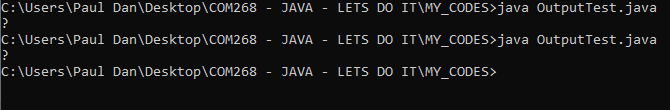 C:\Users\Paul Dan\Desktop\COM268 - JAVA - LETS DO IT\MY_CODES>java OutputTest.java
?
C:\Users\Paul Dan\Desktop\COM268 - JAVA - LETS DO IT\MY_CODES>java OutputTest.java
?
C:\Users\Paul Dan\Desktop\COM268 - JAVA - LETS DO IT\MY_CODES>